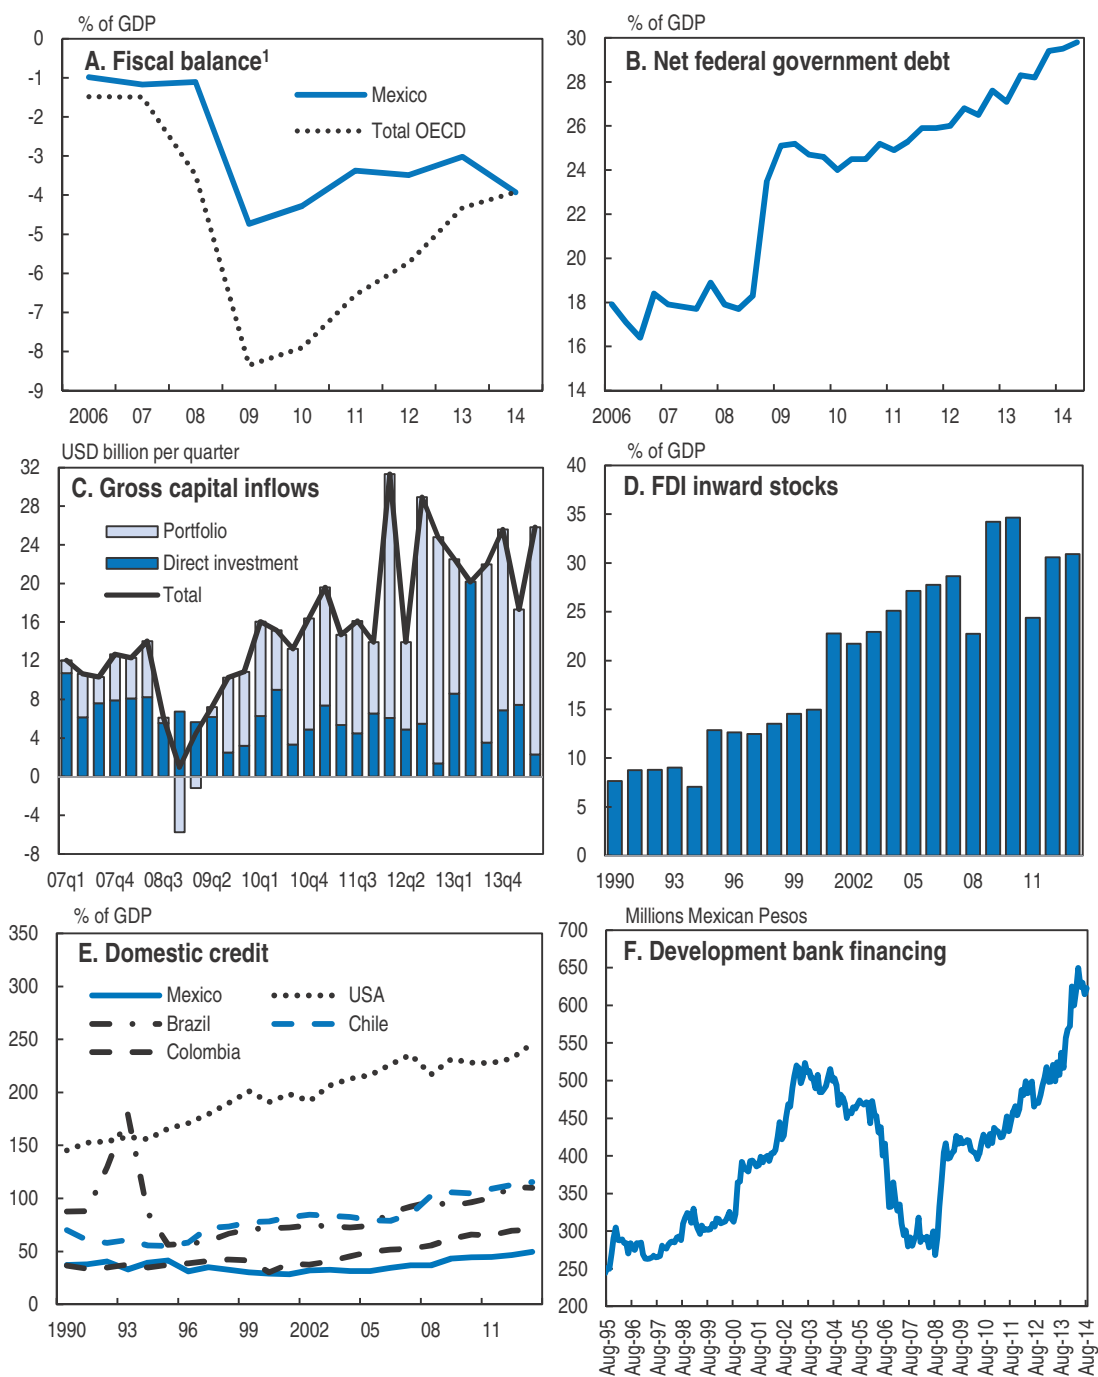 % of GDP
A. Fiscal balance1
Mexico
Total OECD
0
-1
-2
-3
-4
-5
-6
-7
-8
-9
2006 07 08 09 10 11 12 13 14
% of GDP
B. Net federal government debt
30
28
26
24
22
20
18
16
14
2006 07 08 09 10 11 12 13 14
USD billion per quarter
C. Gross capital inflows
Portfolio
Direct investment
Total
32
28
24
20
16
12
8
4
0
-4
-8
07q1 07q4 08q3 09q2 10q1 10q4 11q3 12q2 13q1 13q4
% of GDP
D. FDI inward stocks
40
35
30
25
20
15
10
5
0
1990 93 96 99 2002 05 08 11
% of GDP
E. Domestic credit
Mexico USA
Brazil Chile
Colombia
350
300
250
200
150
100
50
0
1990 93 96 99 2002 05 08 11
Millions Mexican Pesos
F. Development bank financing
700
650
600
550
500
450
400
350
300
250
200
Aug-95 Aug-96 Aug-97 Aug-98 Aug-99 Aug-00 Aug-01 Aug-02 Aug-03 Aug-04 Aug-05 Aug-06 Aug-07 Aug-08 Aug-09 Aug-10 Aug-11 Aug-12 Aug-13 Aug-14